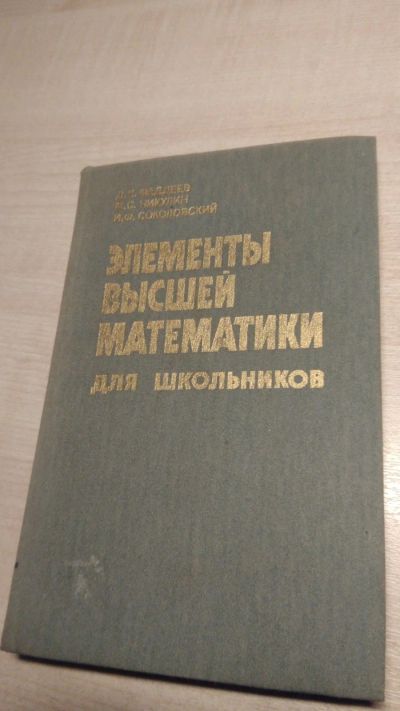 Д.К. ФАДДЕЕВ
М.С. НИКУЛИН
И.Ф. СОКОЛОВСКИЙ
ЭЛЕМЕНТЫ
ВЫСШЕЙ
МАТЕМАТИКИ
ДЛЯ ШКОЛЬНИКОВ